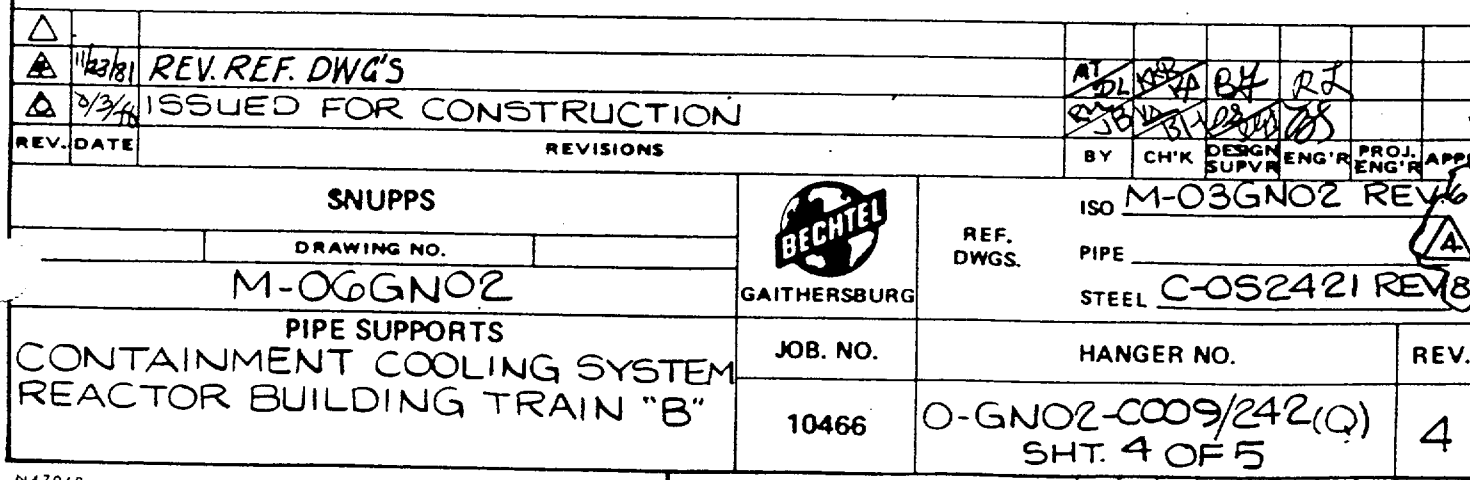 11/23/81 REV. REF. DWG'S
ISSUED FOR CONSTRUCTION
REV. DATE REVISIONS BY CH'K DESIGN SUPVR ENG'R PROJ. ENG'R
SNUPPS
DRAWING NO.
M-06GN02
BECHTEL
GAITHERSBURG
REF. DWGS.
ISO M-03GN02 REV.6
4
PIPE
STEEL C-0S2421 REV8
PIPE SUPPORTS
CONTAINMENT COOLING SYSTEM
REACTOR BUILDING TRAIN "B"
JOB. NO.
10466
HANGER NO.
0-GN02-C009/242(Q)
SHT. 4 OF 5
REV.
4